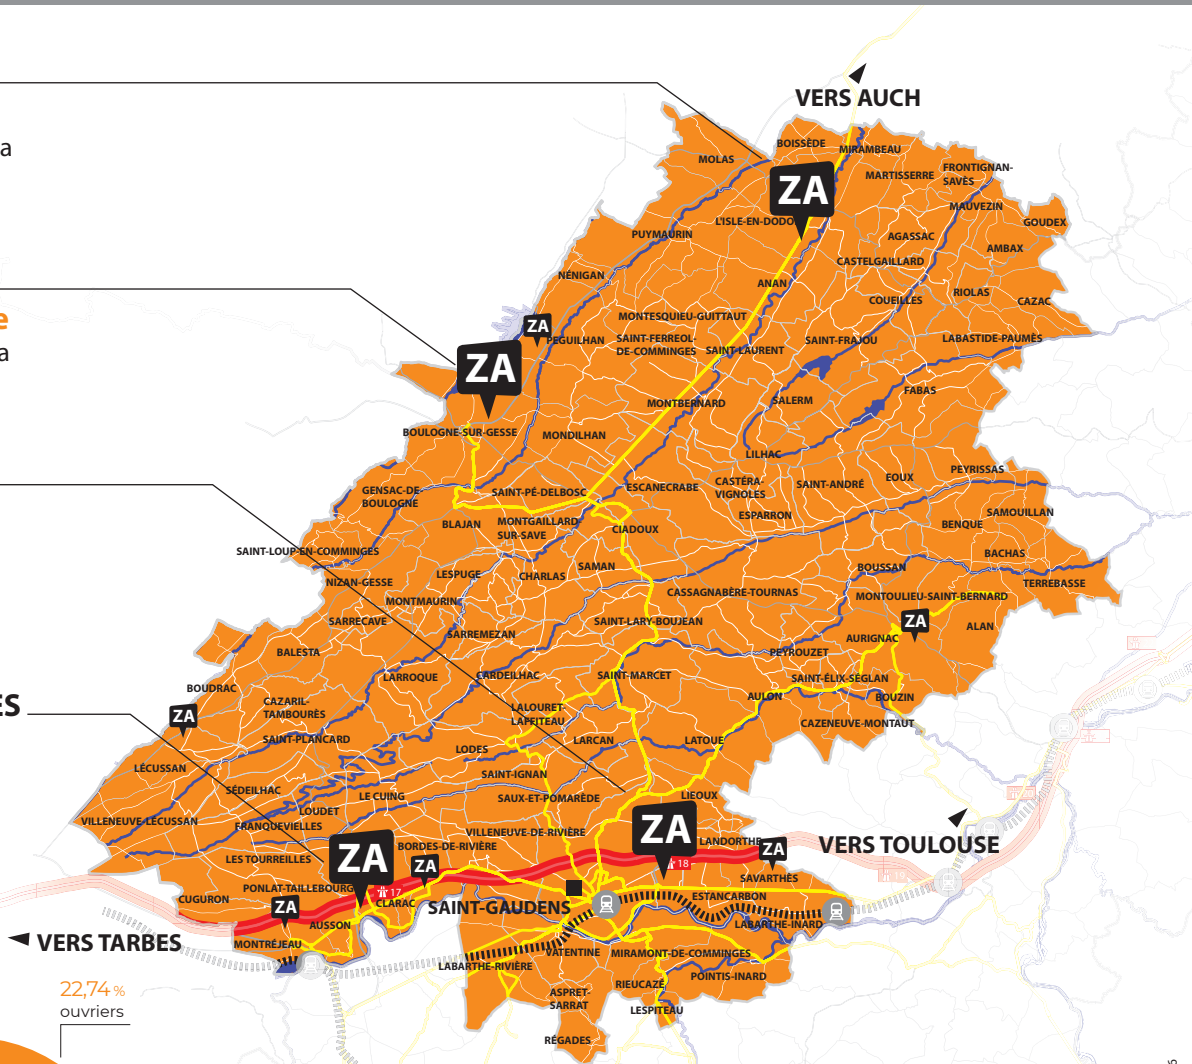 VERS AUCH
a
BOISSÈDE
MIRAMBEAU
MOLAS
FRONTIGNAN-
SAVÈS
MARTISSERRE
ZA
MAUVEZIN
L'ISLE-EN-DODO
GOUDEX
PUYMAURIN
AGASSAC
AMBAX
CASTELGAILLARD
NÉNIGAN
ANAN
RIOLAS
COUEILLES
CAZAC
e
MONTESQUIEU-GUITTAUT
ZA
PEGUILHAN
SAINT-FERREOL-
DE-COMMINGES
SAINT-LAURENT
SAINT-FRAJOU
LABASTIDE-PAUMÈS
a
ZA
FABAS
SALERM
MONTBERNARD
BOULOGNE-SUR-GESSE
MONDILHAN
LILHAC
PEYRISSAS
EOUX
CASTÉRA-
VIGNOLES
SAINT-ANDRÉ
GENSAC-DE-
BOULOGNE
SAINT-PÉ-DELBOSC
ESCANECRABE
SAMOUILLAN
ESPARRON
BLAJAN
MONTGAILLARD-
SUR-SAVE
CIADOUX
BENQUE
SAINT-LOUP-EN-COMMINGES
BACHAS
SAMAN
BOUSSAN
LESPUGE
CHARLAS
NIZAN-GESSE
TERREBASSE
CASSAGNABÈRE-TOURNAS
MONTOULIEU-SAINT-BERNARD
MONTMAURIN
SARRECAVE
SAINT-LARY-BOUJEAN
ZA
ALAN
SARREMEZAN
AURIGNAC
BALESTA
PEYROUZET
LARROQUE
CARDEILHAC
SAINT-MARCET
SAINT-ÉLIX-SÉGLAN
BOUDRAC
AULON
BOUZIN
CAZARIL-
TAMBOURÈS
ES
LALOURET-
LAFFITEAU
ZA
CAZENEUVE-MONTAUT
SAINT-PLANCARD
LARCAN
LATOUE
LODES
LÉCUSSAN
SAINT-IGNAN
SÉDEILHAC
LE CUING
SAUX-ET-POMARÈDE
LIEOUX
LOUDET
VILLENEUVE-LÉCUSSAN
FRANQUEVIELLES
VILLENEUVE-DE-RIVIÈRE
ZA
LANDORTHE
ZA
VERS TOULOUSE
BORDES-DE-RIVIÈRE
LES TOURREILLES
ZA
ZA
18
SAVARTHÈS
PONLAT-TAILLEBOURG
17
CUGURON
CLARAC
ESTANCARBON
ZA
SAINT-GAUDENS
AUSSON
LABARTHE-INARD
VERS TARBES
MONTRÉJEAU
VALENTINE
MIRAMONT-DE-COMMINGES
LABARTHE-RIVIÈRE
POINTIS-INARD
RIEUCAZÉ
22,74 %
ouvriers
ASPRET-
SARRAT
LESPITEAU
RÉGADES